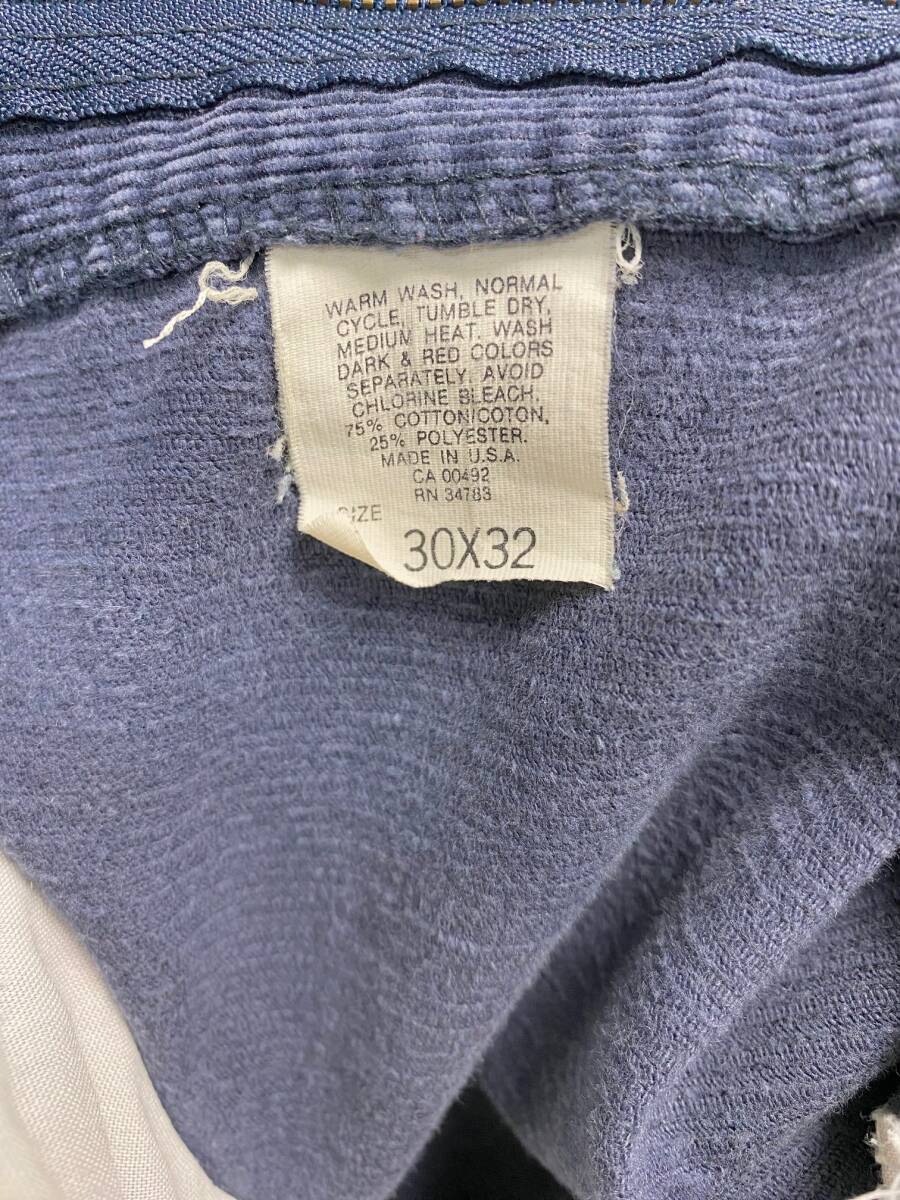 WARM WASH, NORMAL
CYCLE, TUMBLE DRY,
MEDIUM HEAT. WASH
DARK & RED COLORS
SEPARATELY, AVOID
CHLORINE BLEACH.
75% COTTON/COTON,
25% POLYESTER.
MADE IN U.S.A.
CA 00492
RN 34783
SIZE
30X32